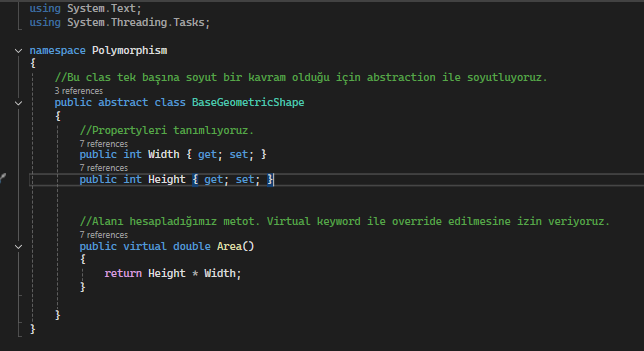 using System.Text;
using System.Threading.Tasks;
namespace Polymorphism
{
//Bu clas tek başına soyut bir kavram olduğu için abstraction ile soyutluyoruz.
3 references
public abstract class BaseGeometricShape
{
//Propertyleri tanımlıyoruz.
7 references
public int Width { get; set; }
7 references
public int Height { get; set; }
//Alanı hesapladığımız metot. Virtual keyword ile override edilmesine izin veriyoruz.
7 references
public virtual double Area()
{
return Height * Width;
}
}
}